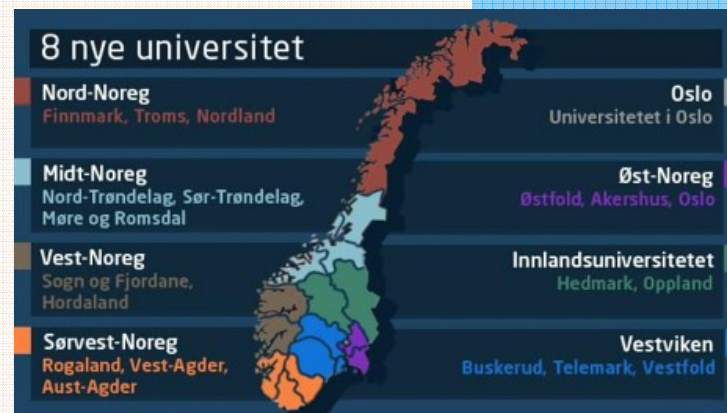 8 nye universitet
Nord-Noreg
Finnmark, Troms, Nordland
Midt-Noreg
Nord-Trøndelag, Sør-Trøndelag,
Møre og Romsdal
Vest-Noreg
Sogn og Fjordane,
Hordaland
Sørvest-Noreg
Rogaland, Vest-Agder,
Aust-Agder
Oslo
Universitetet i Oslo
Øst-Noreg
Østfold, Akershus, Oslo
Innlandsuniversitetet
Hedmark, Oppland
Vestviken
Buskerud, Telemark, Vestfold